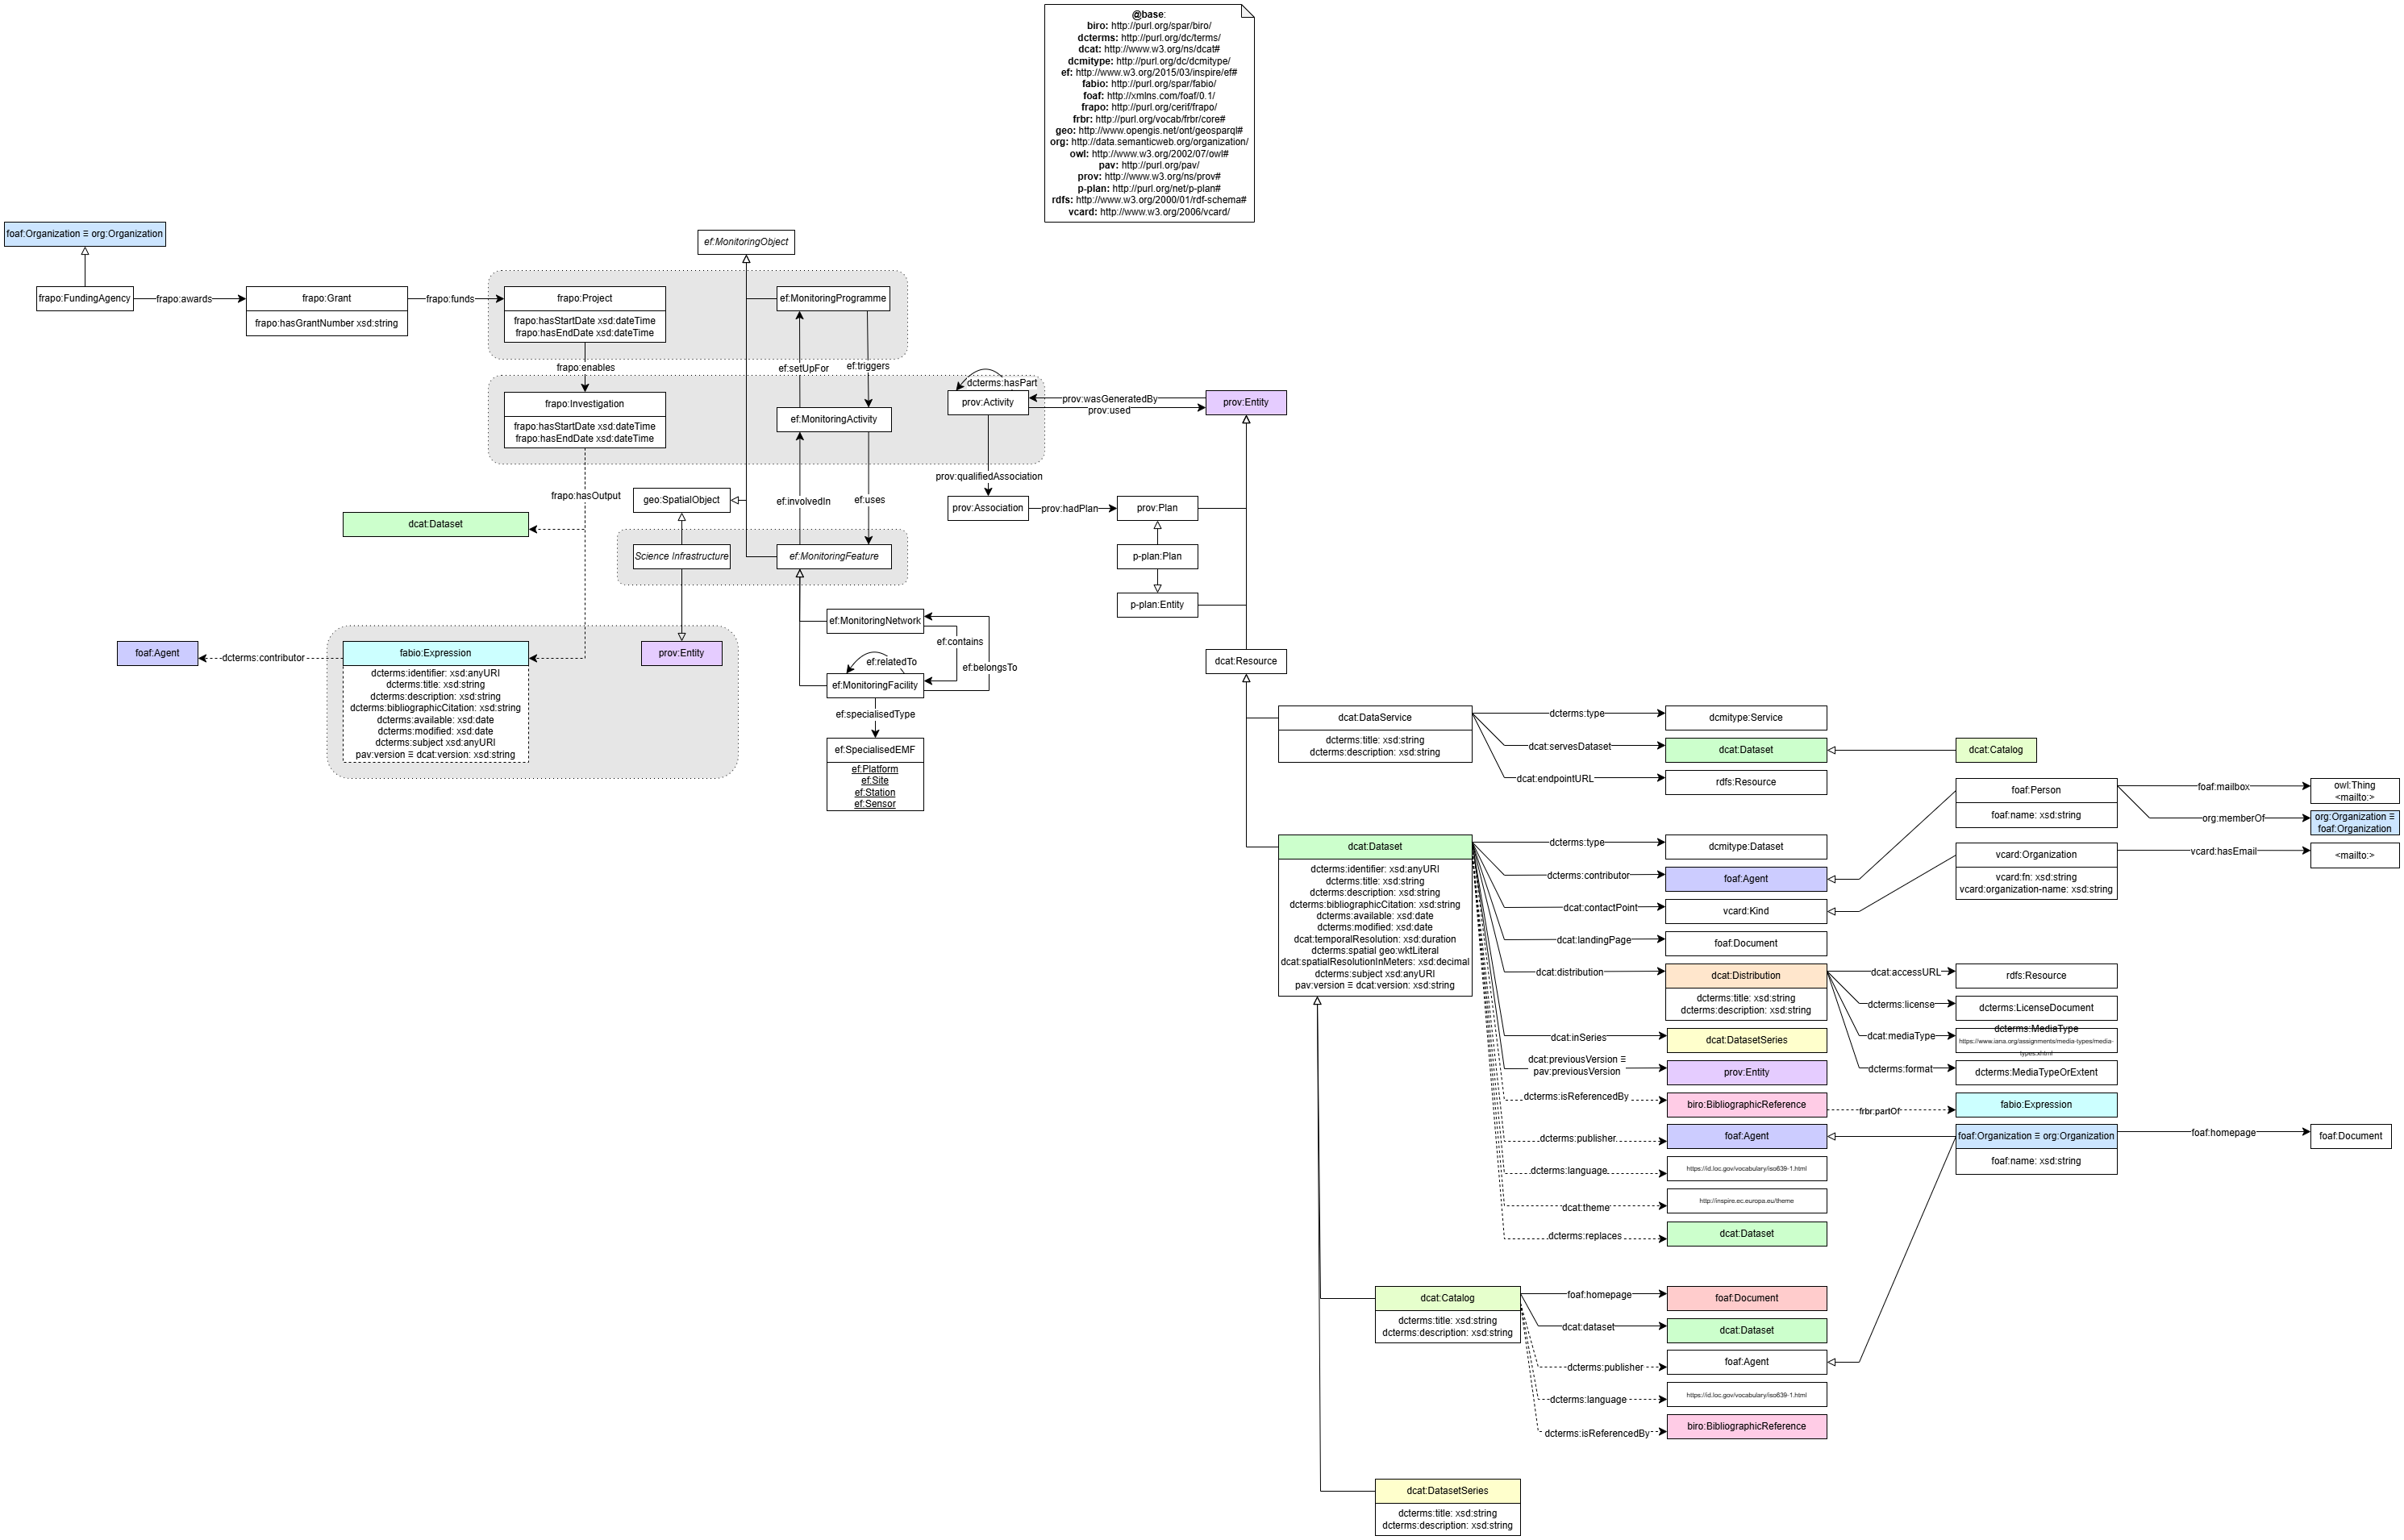 @base:
biro: http://purl.org/spar/biro/
dcterms: http://purl.org/dc/terms/
dcat: http://www.w3.org/ns/dcat#
dcmitype: http://purl.org/dc/dcmitype/
ef: http://www.w3.org/2015/03/inspire/ef#
fabio: http://purl.org/spar/fabio/
foaf: http://xmlns.com/foaf/0.1/
frapo: http://purl.org/cerif/frapo/
frbr: http://purl.org/vocab/frbr/core#
geo: http://www.opengis.net/ont/geosparql#
org: http://data.semanticweb.org/organization/
owl: http://www.w3.org/2002/07/owl#
pav: http://purl.org/pav/
prov: http://www.w3.org/ns/prov#
p-plan: http://purl.org/net/p-plan#
rdfs: http://www.w3.org/2000/01/rdf-schema#
vcard: http://www.w3.org/2006/vcard/
foaf:Organization ≡ org:Organization
frapo:FundingAgency
frapo:awards
frapo:Grant
frapo:hasGrantNumber xsd:string
frapo:funds
frapo:Project
frapo:hasStartDate xsd:dateTime
frapo:hasEndDate xsd:dateTime
frapo:enables
frapo:Investigation
frapo:hasStartDate xsd:dateTime
frapo:hasEndDate xsd:dateTime
frapo:hasOutput
dcat:Dataset
foaf:Agent
dcterms:contributor
fabio:Expression
dcterms:identifier: xsd:anyURI
dcterms:title: xsd:string
dcterms:description: xsd:string
dcterms:bibliographicCitation: xsd:string
dcterms:available: xsd:date
dcterms:modified: xsd:date
dcterms:subject xsd:anyURI
pav:version ≡ dcat:version: xsd:string
prov:Entity
ef:MonitoringObject
ef:MonitoringProgramme
ef:setUpFor
ef:triggers
ef:MonitoringActivity
ef:involvedIn
ef:uses
geo:SpatialObject
Science Infrastructure
ef:MonitoringFeature
ef:MonitoringNetwork
ef:contains
ef:belongsTo
ef:relatedTo
ef:MonitoringFacility
ef:specialisedType
ef:SpecialisedEMF
ef:Platform
ef:Site
ef:Station
ef:Sensor
dcterms:hasPart
prov:Activity
prov:wasGeneratedBy
prov:used
prov:Entity
prov:qualifiedAssociation
prov:Association
prov:hadPlan
prov:Plan
p-plan:Plan
p-plan:Entity
dcat:Resource
dcat:DataService
dcterms:title: xsd:string
dcterms:description: xsd:string
dcterms:type
dcmitype:Service
dcat:servesDataset
dcat:Dataset
dcat:Catalog
dcat:endpointURL
rdfs:Resource
dcat:Dataset
dcterms:identifier: xsd:anyURI
dcterms:title: xsd:string
dcterms:description: xsd:string
dcterms:bibliographicCitation: xsd:string
dcterms:available: xsd:date
dcterms:modified: xsd:date
dcat:temporalResolution: xsd:duration
dcterms:spatial geo:wktLiteral
dcat:spatialResolutionInMeters: xsd:decimal
dcterms:subject xsd:anyURI
pav:version ≡ dcat:version: xsd:string
dcterms:type
dcmitype:Dataset
dcterms:contributor
foaf:Agent
dcat:contactPoint
vcard:Kind
dcat:landingPage
foaf:Document
dcat:distribution
dcat:Distribution
dcterms:title: xsd:string
dcterms:description: xsd:string
dcat:inSeries
dcat:DatasetSeries
dcat:previousVersion ≡
pav:previousVersion
prov:Entity
dcterms:isReferencedBy
biro:BibliographicReference
dcterms:publisher
foaf:Agent
dcterms:language
https://id.loc.gov/vocabulary/iso639-1.html
dcat:theme
http://inspire.ec.europa.eu/theme
dcterms:replaces
dcat:Dataset
foaf:Person
foaf:name: xsd:string
foaf:mailbox
owl:Thing
<mailto:>
org:memberOf
org:Organization ≡
foaf:Organization
vcard:Organization
vcard:fn: xsd:string
vcard:organization-name: xsd:string
vcard:hasEmail
<mailto:>
dcat:accessURL
rdfs:Resource
dcterms:license
dcterms:LicenseDocument
dcat:mediaType
dcterms:MediaType
https://www.iana.org/assignments/media-types/media-
types.xhtml
dcterms:format
dcterms:MediaTypeOrExtent
frbr:partOf
fabio:Expression
foaf:Organization ≡ org:Organization
foaf:name: xsd:string
foaf:homepage
foaf:Document
dcat:Catalog
dcterms:title: xsd:string
dcterms:description: xsd:string
foaf:homepage
foaf:Document
dcat:dataset
dcat:Dataset
dcterms:publisher
foaf:Agent
dcterms:language
https://id.loc.gov/vocabulary/iso639-1.html
dcterms:isReferencedBy
biro:BibliographicReference
dcat:DatasetSeries
dcterms:title: xsd:string
dcterms:description: xsd:string